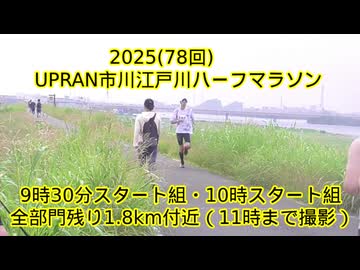 2025(78回)
UPRAN市川江戸川ハーフマラソン
9時30分スタート組・10時スタート組
全部門残り1.8km付近（11時まで撮影）